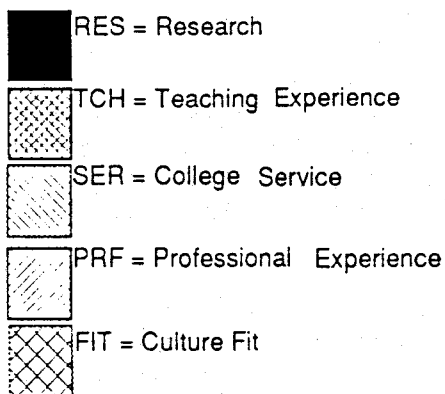 RES = Research
TCH = Teaching Experience
SER = College Service
PRF = Professional Experience
FIT = Culture Fit